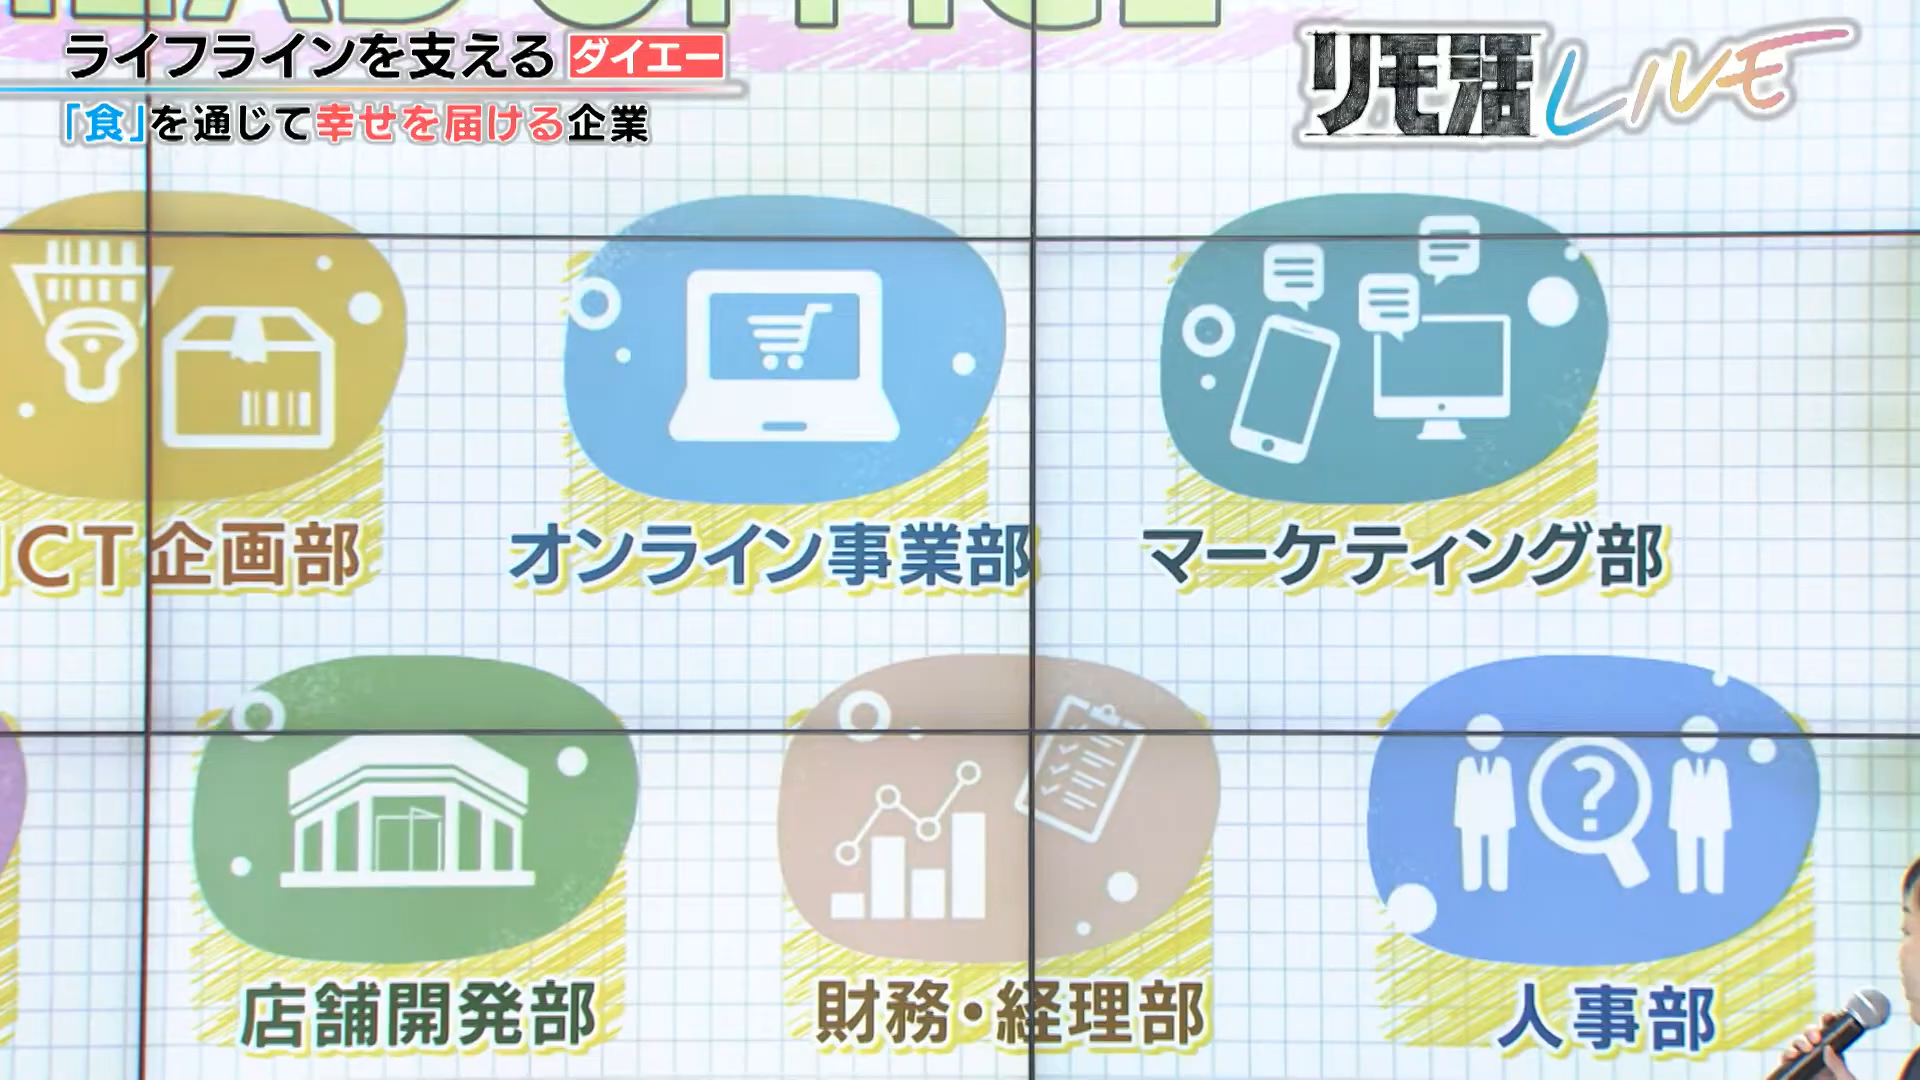 HEAD OFFICE
ライフラインを支える ダイエー
「食」を通じて幸せを届ける企業
リモ活 LIVE
ICT企画部
オンライン事業部
マーケティング部
?
店舗開発部
財務・経理部
人事部